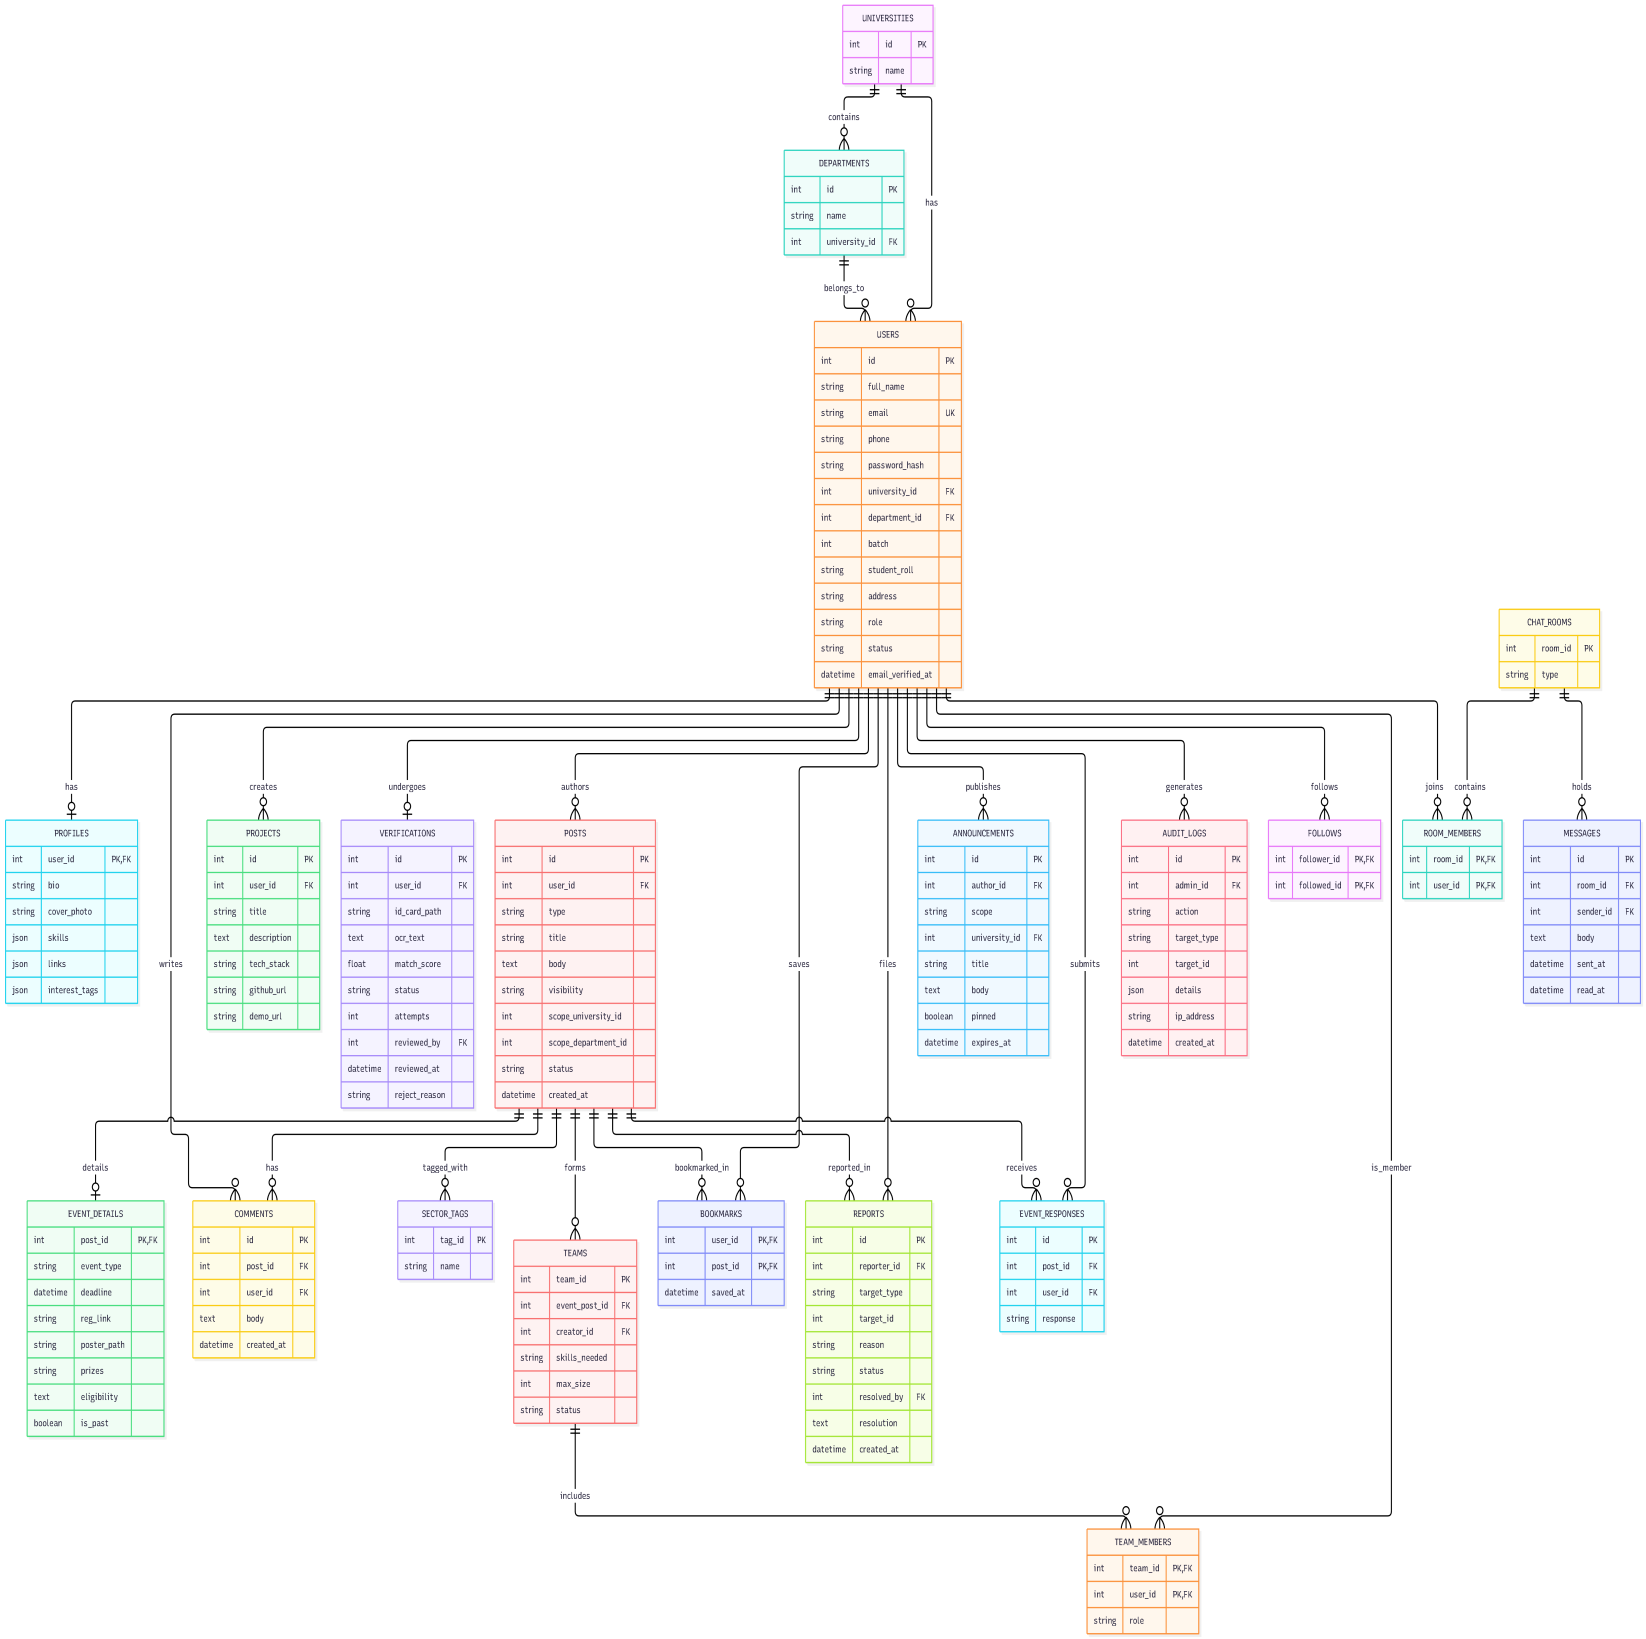 UNIVERSITIES
int id PK
string name
contains
has
DEPARTMENTS
int id PK
string name
int university_id FK
belongs_to
USERS
int id PK
string full_name
string email UK
string phone
string password_hash
int university_id FK
int department_id FK
int batch
string student_roll
string address
string role
string status
datetime email_verified_at
CHAT_ROOMS
int room_id PK
string type
has
creates
undergoes
authors
publishes
generates
follows
joins
contains
holds
PROFILES
int user_id PK,FK
string bio
string cover_photo
json skills
json links
json interest_tags
PROJECTS
int id PK
int user_id FK
string title
text description
string tech_stack
string github_url
string demo_url
VERIFICATIONS
int id PK
int user_id FK
string id_card_path
text ocr_text
float match_score
string status
int attempts
int reviewed_by FK
datetime reviewed_at
string reject_reason
POSTS
int id PK
int user_id FK
string type
string title
text body
string visibility
int scope_university_id
int scope_department_id
string status
datetime created_at
ANNOUNCEMENTS
int id PK
int author_id FK
string scope
int university_id FK
string title
text body
boolean pinned
datetime expires_at
AUDIT_LOGS
int id PK
int admin_id FK
string action
string target_type
int target_id
json details
string ip_address
datetime created_at
FOLLOWS
int follower_id PK,FK
int followed_id PK,FK
ROOM_MEMBERS
int room_id PK,FK
int user_id PK,FK
MESSAGES
int id PK
int room_id FK
int sender_id FK
text body
datetime sent_at
datetime read_at
writes
saves
files
submits
details
has
tagged_with
forms
bookmarked_in
reported_in
receives
is_member
EVENT_DETAILS
int post_id PK,FK
string event_type
datetime deadline
string reg_link
string poster_path
string prizes
text eligibility
boolean is_past
COMMENTS
int id PK
int post_id FK
int user_id FK
text body
datetime created_at
SECTOR_TAGS
int tag_id PK
string name
TEAMS
int team_id PK
int event_post_id FK
int creator_id FK
string skills_needed
int max_size
string status
BOOKMARKS
int user_id PK,FK
int post_id PK,FK
datetime saved_at
REPORTS
int id PK
int reporter_id FK
string target_type
int target_id
string reason
string status
int resolved_by FK
text resolution
datetime created_at
EVENT_RESPONSES
int id PK
int post_id FK
int user_id FK
string response
includes
TEAM_MEMBERS
int team_id PK,FK
int user_id PK,FK
string role